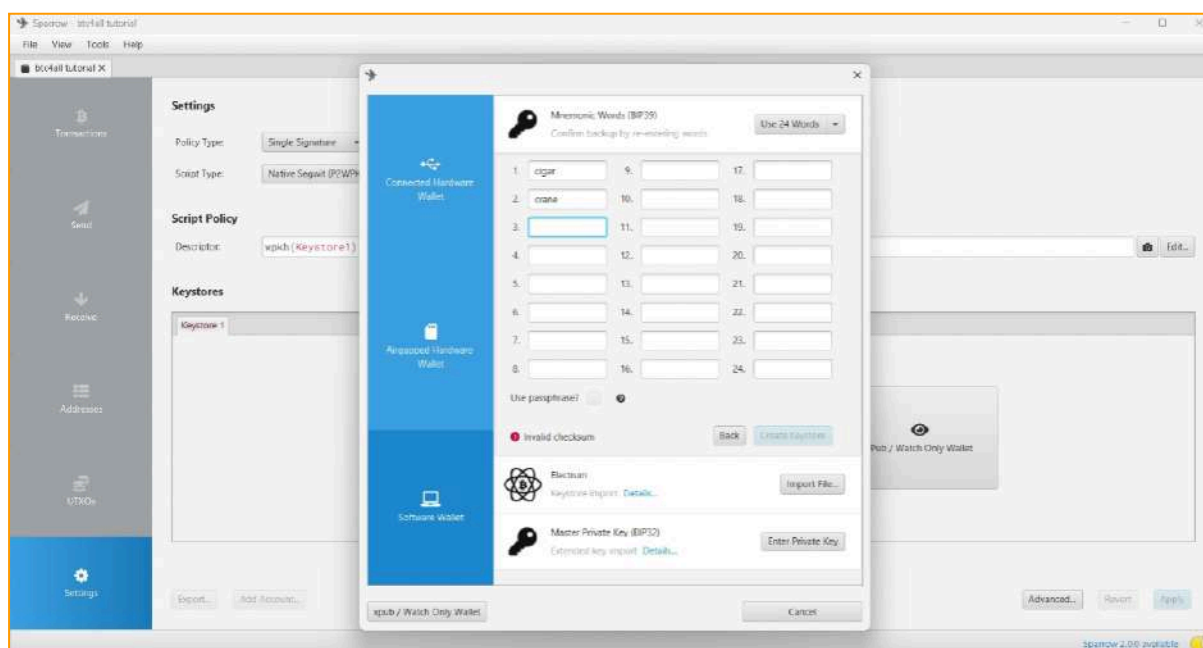 Sparrow - btc4all tutorial
File View Tools Help
btc4all tutorial X
Transactions
Send
Receive
Addresses
UTXOs
Settings
Settings
Policy Type: Single Signature
Script Type: Native Segwit (P2WPK
Script Policy
Descriptor: wpkh(Keystore1)
Edit...
Keystores
Keystore 1
Pub / Watch Only Wallet
Export... Add Account...
Advanced... Revert Apply
Sparrow 2.0.0 available
Connected Hardware
Wallet
Airgapped Hardware
Wallet
Software Wallet
Mnemonic Words (BIP39)
Confirm backup by re-entering words
Use 24 Words
1. cigar 9. 17.
2. crane 10. 18.
3. 11. 19.
4. 12. 20.
5. 13. 21.
6. 14. 22.
7. 15. 23.
8. 16. 24.
Use passphrase?
Invalid checksum Back Create Keystore
Electrum
Keystore import Details...
Import File...
Master Private Key (BIP32)
Extended key import Details...
Enter Private Key
xpub / Watch Only Wallet Cancel